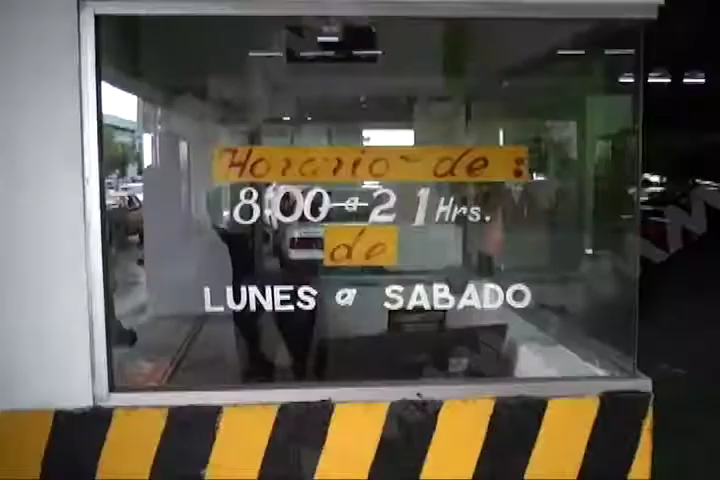 Horario - de :
8:00 - a - 21 Hrs.
de
LUNES a SABADO